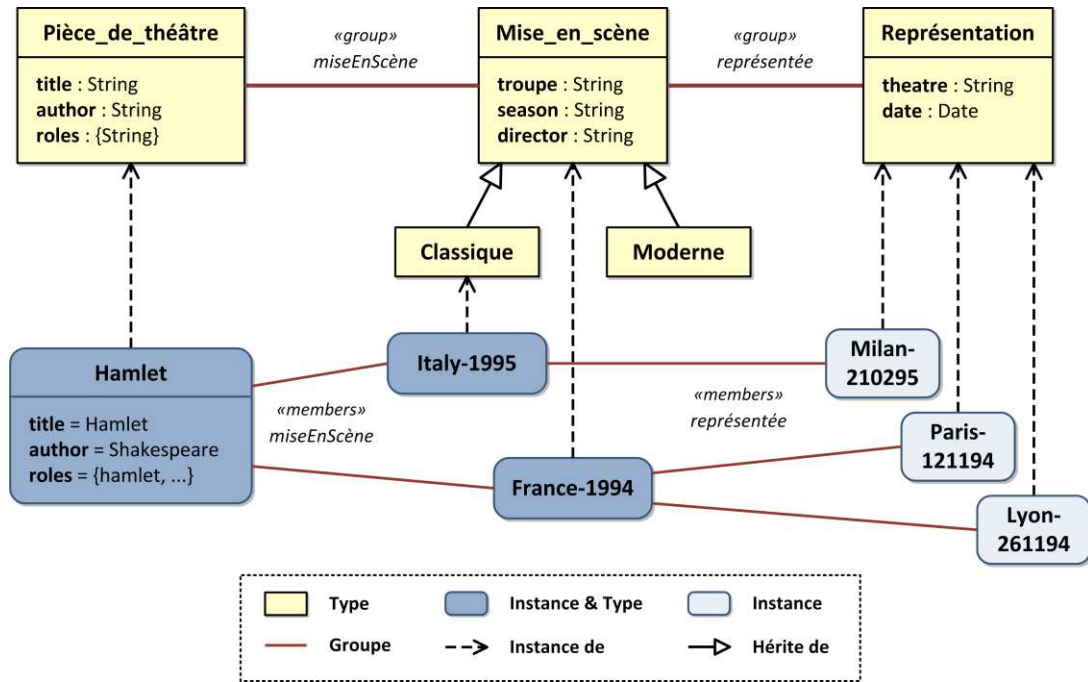 Pièce_de_théâtre
title : String
author : String
roles : {String}
«group»
miseEnScène
Mise_en_scène
troupe : String
season : String
director : String
«group»
représentée
Représentation
theatre : String
date : Date
Classique
Moderne
Hamlet
title = Hamlet
author = Shakespeare
roles = {hamlet, ...}
Italy-1995
Milan-
210295
«members»
miseEnScène
«members»
représentée
Paris-
121194
France-1994
Lyon-
261194
Type
Instance & Type
Instance
Groupe
Instance de
Hérite de